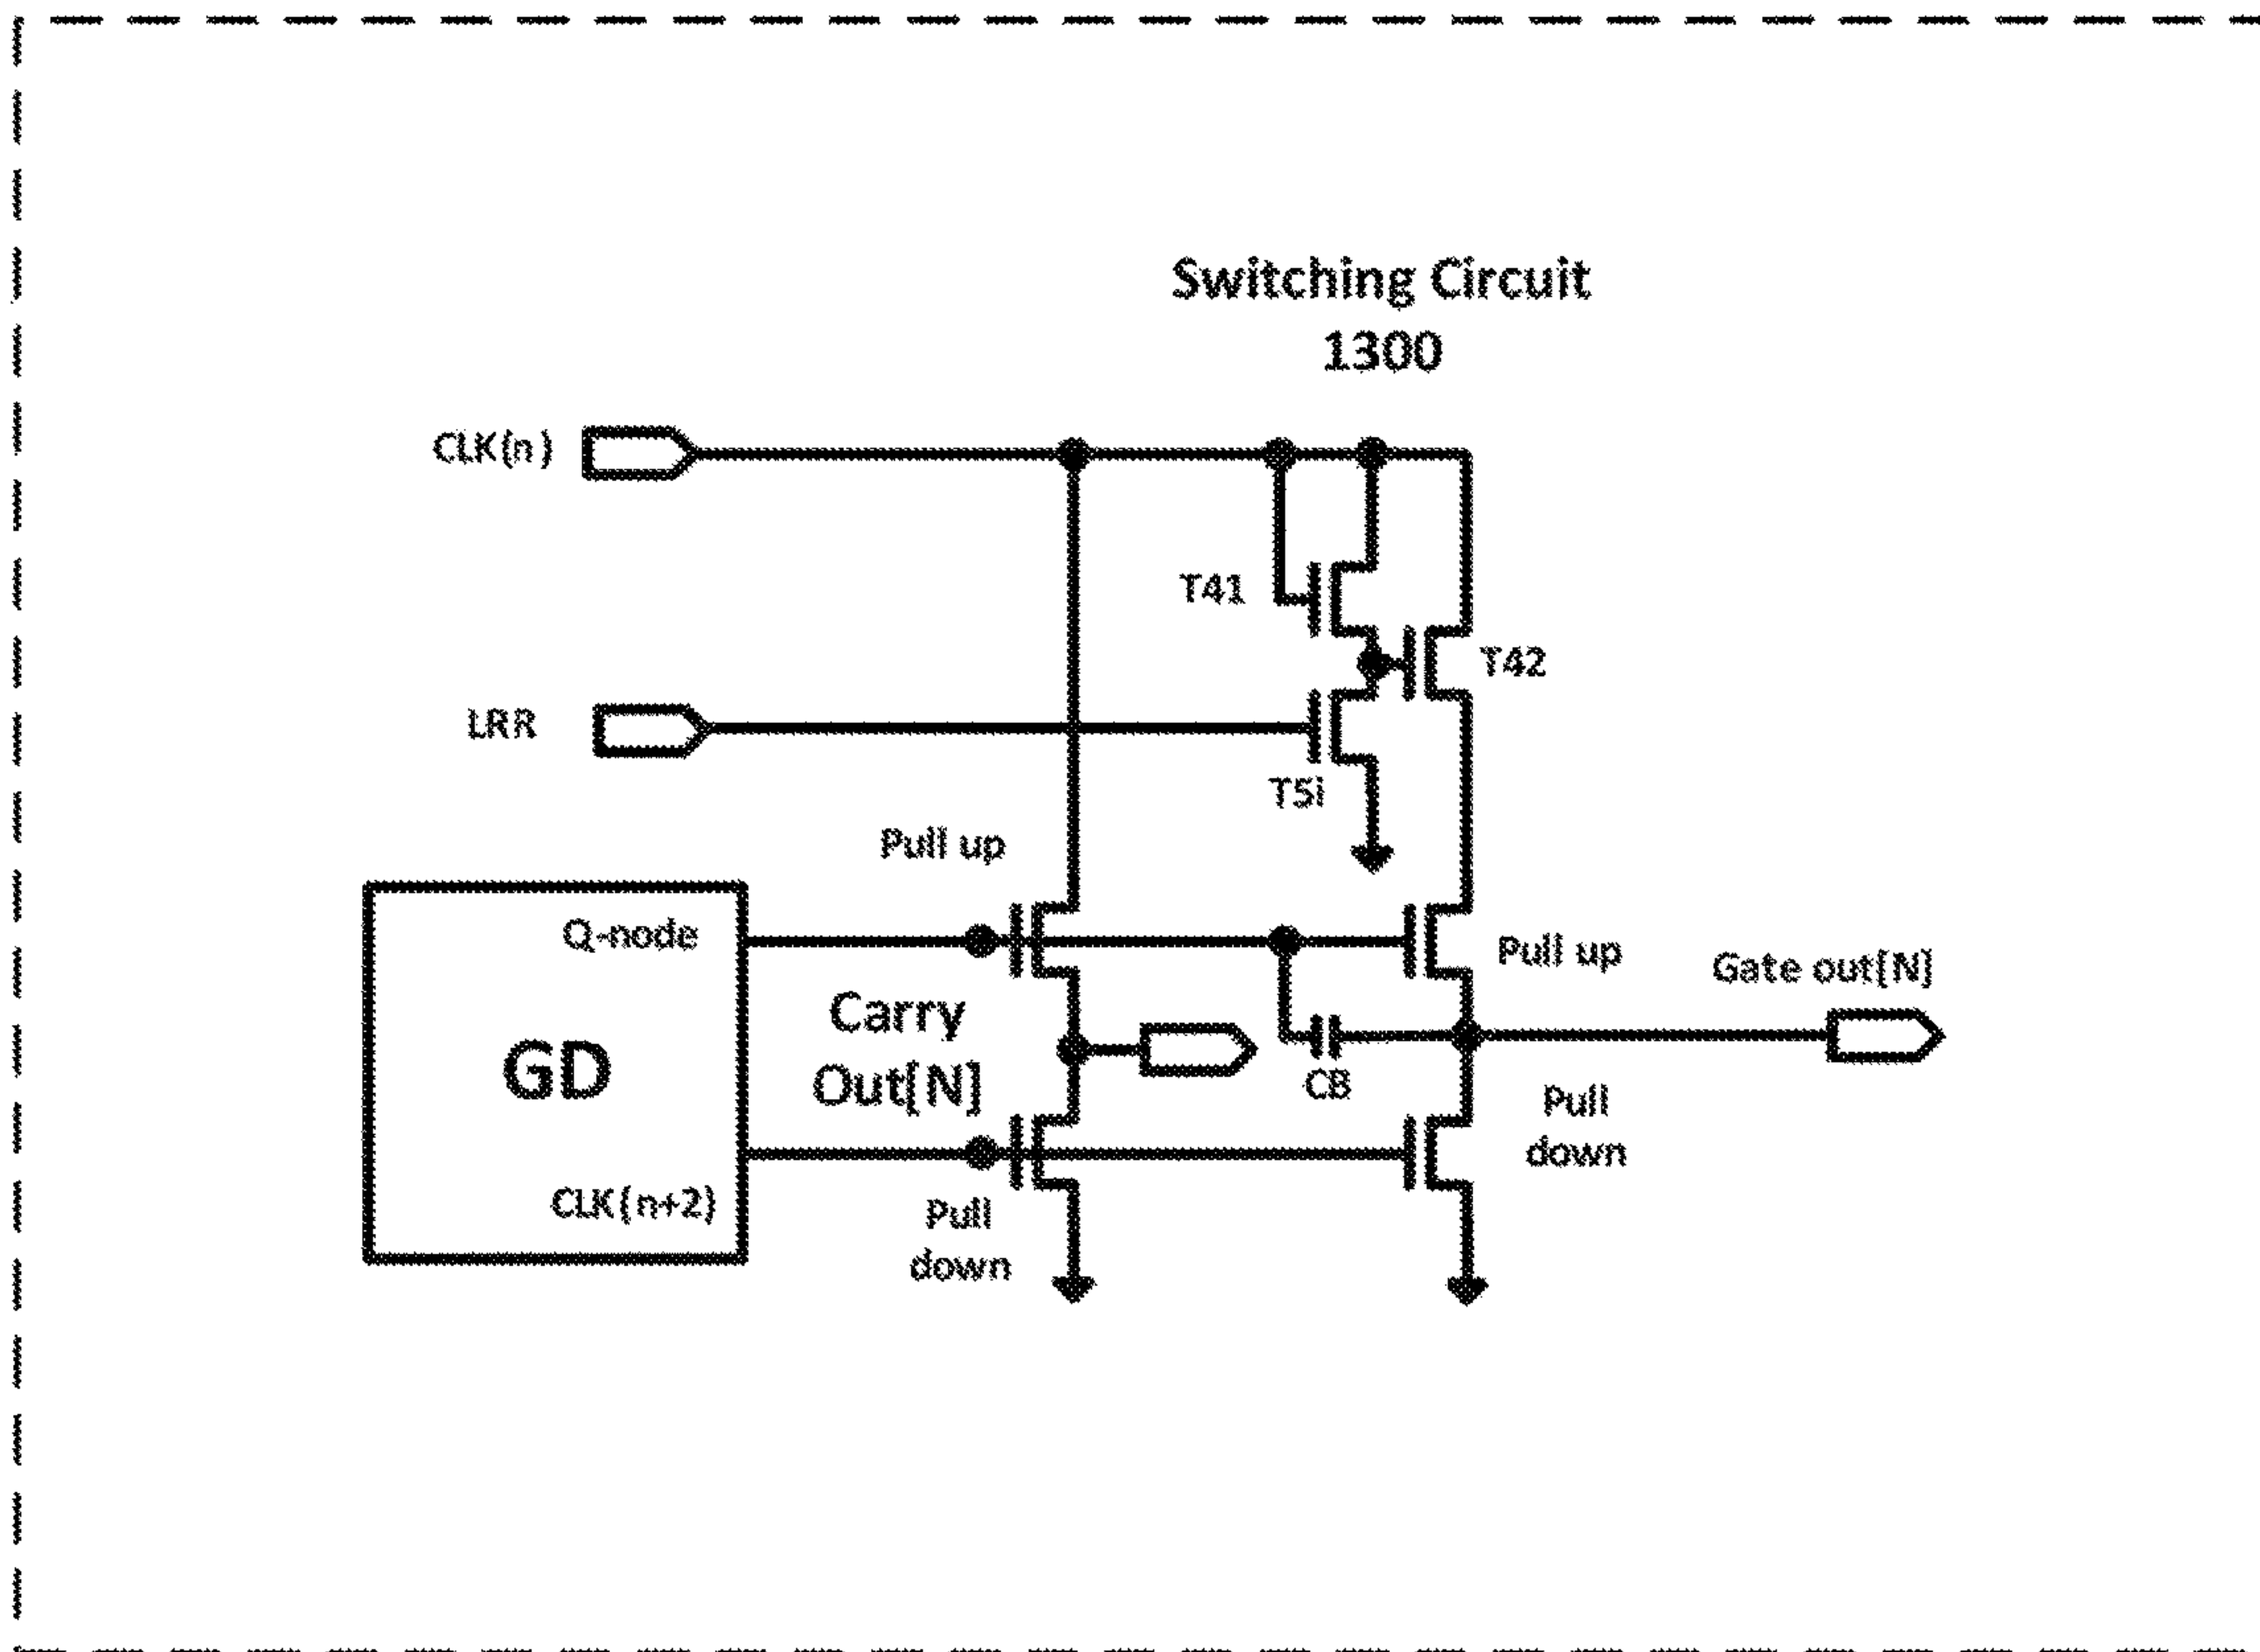 Switching Circuit
1300
CLK(n)
T41
T42
LRR
T5i
Pull up
Q-node
Pull up
Gate out[N]
Carry
Out[N]
GD
CB
Pull
down
CLK(n+2)
Pull
down